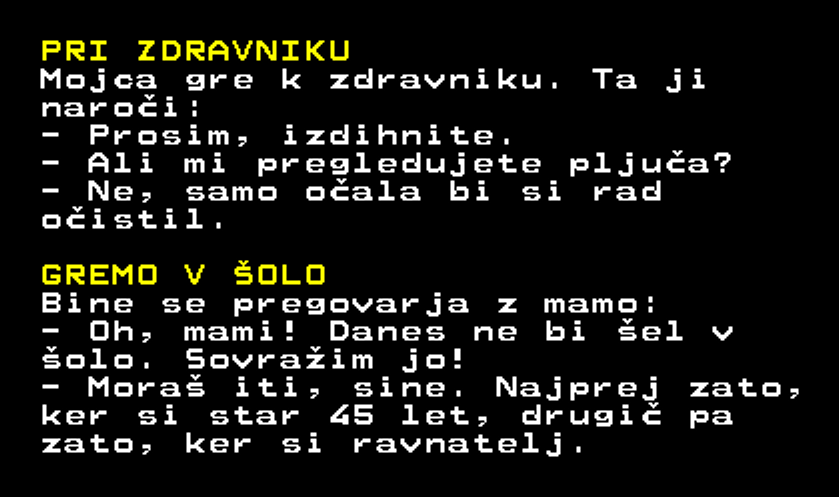 PRI ZDRAVNIKU
Mojca gre k zdravniku. Ta ji
naroči:
- Prosim, izdihnite.
- Ali mi pregledujete pljuča?
- Ne, samo očala bi si rad
očistil.
GREMO V ŠOLO
Bine se pregovarja z mamo:
- Oh, mami! Danes ne bi šel v
šolo. Sovražim jo!
- Moraš iti, sine. Najprej zato,
ker si star 45 let, drugič pa
zato, ker si ravnatelj.